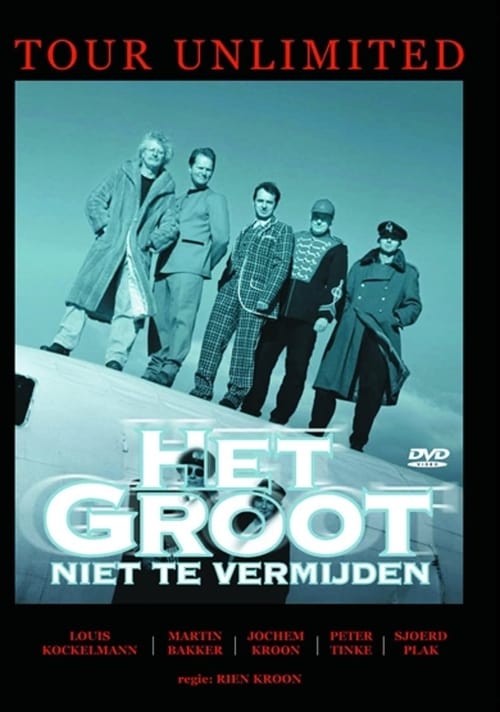 TOUR UNLIMITED
HET
DVD
VIDEO
GROOT
NIET TE VERMIJDEN
LOUIS KOCKELMANN | MARTIN BAKKER | JOCHEM KROON | PETER TINKE | SJOERD PLAK
regie: RIEN KROON